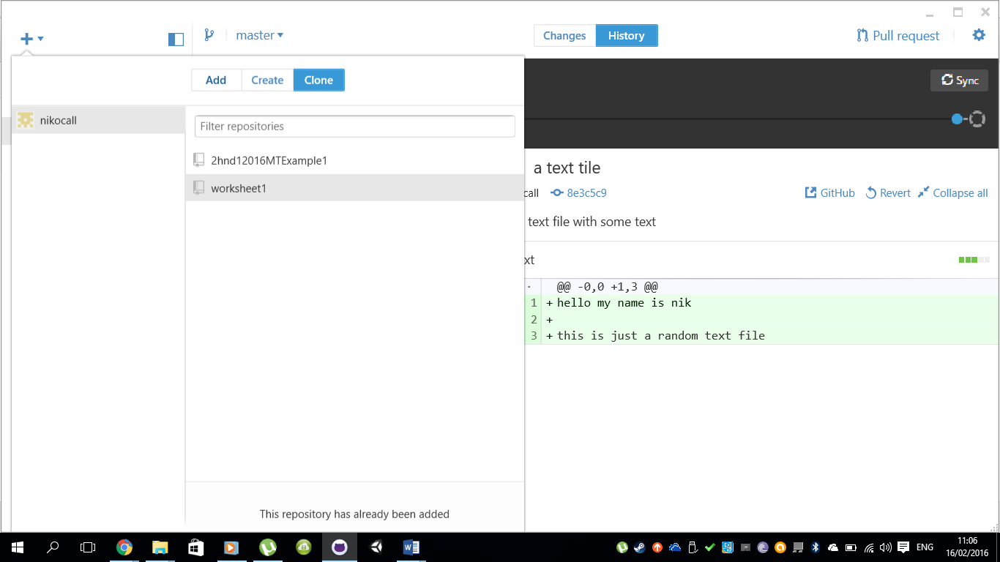 master
Changes
History
Pull request
Add
Create
Clone
Sync
nikocall
Filter repositories
2hnd12016MTExample1
worksheet1
a text tile
call
8e3c5c9
GitHub
Revert
Collapse all
text file with some text
xt
@@ -0,0 +1,3 @@
1 +hello my name is nik
2 +
3 +this is just a random text file
This repository has already been added
ENG
11:06
16/02/2016